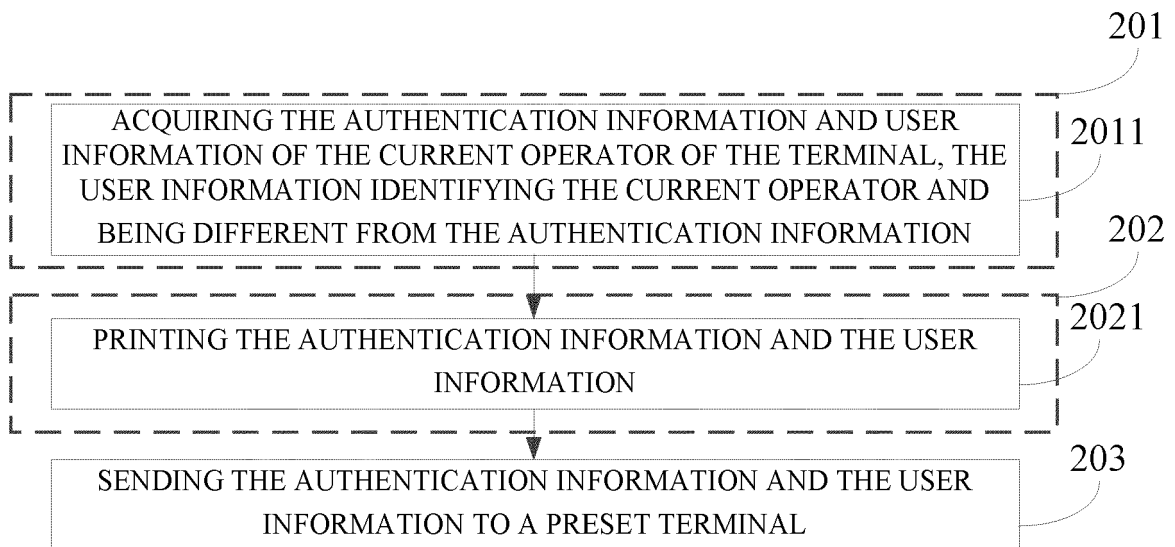 201
ACQUIRING THE AUTHENTICATION INFORMATION AND USER
INFORMATION OF THE CURRENT OPERATOR OF THE TERMINAL, THE
USER INFORMATION IDENTIFYING THE CURRENT OPERATOR AND
BEING DIFFERENT FROM THE AUTHENTICATION INFORMATION
2011
202
PRINTING THE AUTHENTICATION INFORMATION AND THE USER
INFORMATION
2021
SENDING THE AUTHENTICATION INFORMATION AND THE USER
INFORMATION TO A PRESET TERMINAL
203